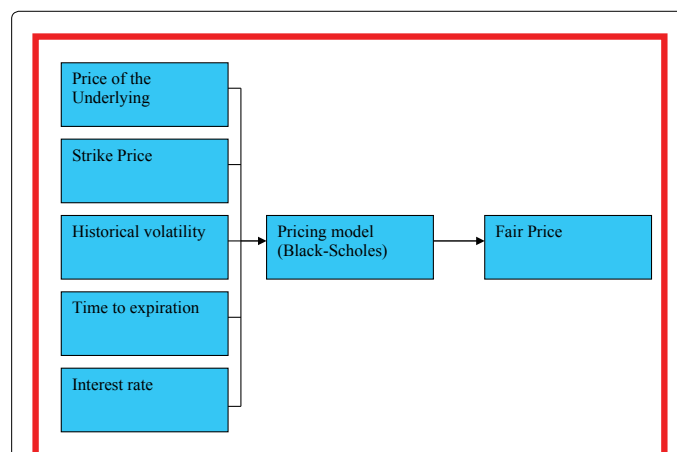 Price of the
Underlying
Strike Price
Historical volatility
Pricing model
(Black-Scholes)
Fair Price
Time to expiration
Interest rate